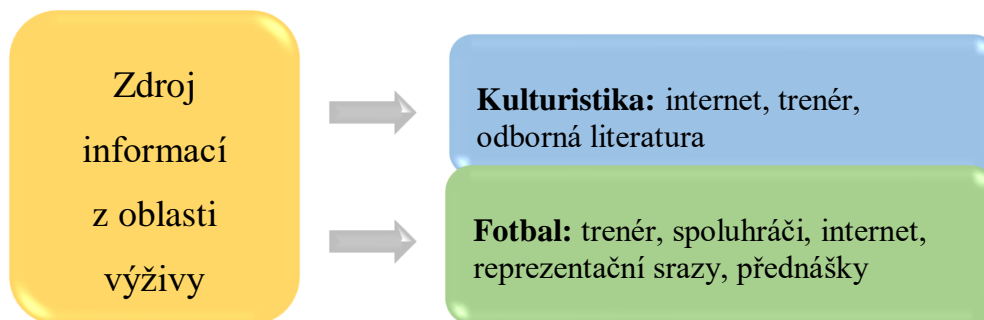 Zdroj
informací
z oblasti
výživy
Kulturistika: internet, trenér,
odborná literatura
Fotbal: trenér, spoluhráči, internet,
reprezentační srazy, přednášky